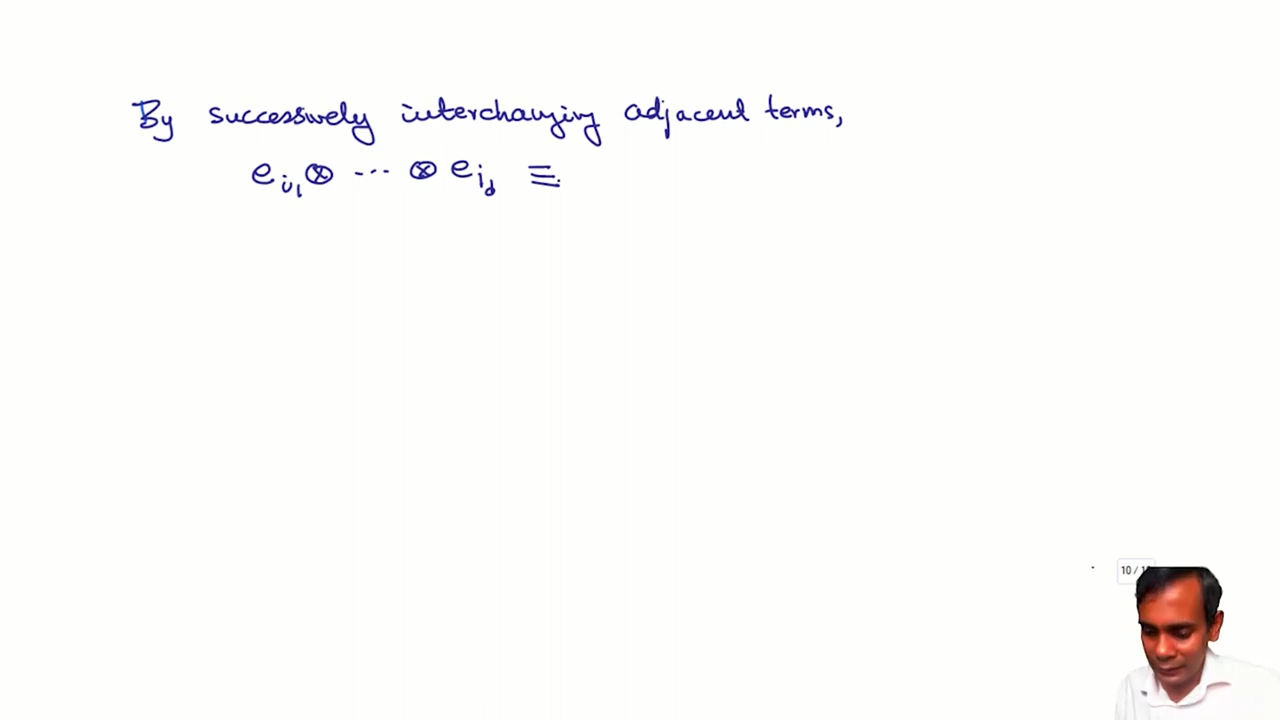 By successively interchanging adjacent terms,
e_{i_1} ⊗ ... ⊗ e_{i_d} ≡